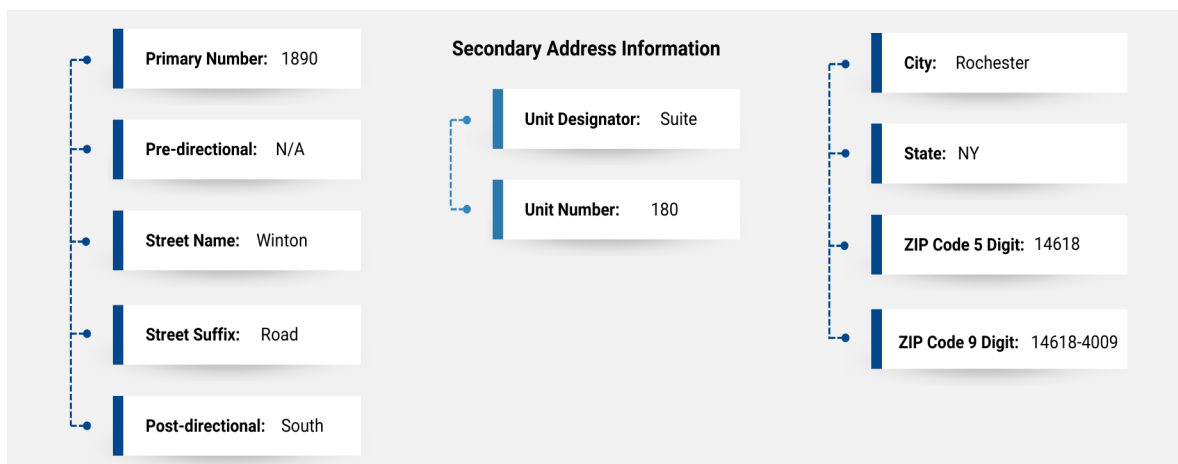 Primary Number: 1890
Pre-directional: N/A
Street Name: Winton
Street Suffix: Road
Post-directional: South
Secondary Address Information
Unit Designator: Suite
Unit Number: 180
City: Rochester
State: NY
ZIP Code 5 Digit: 14618
ZIP Code 9 Digit: 14618-4009